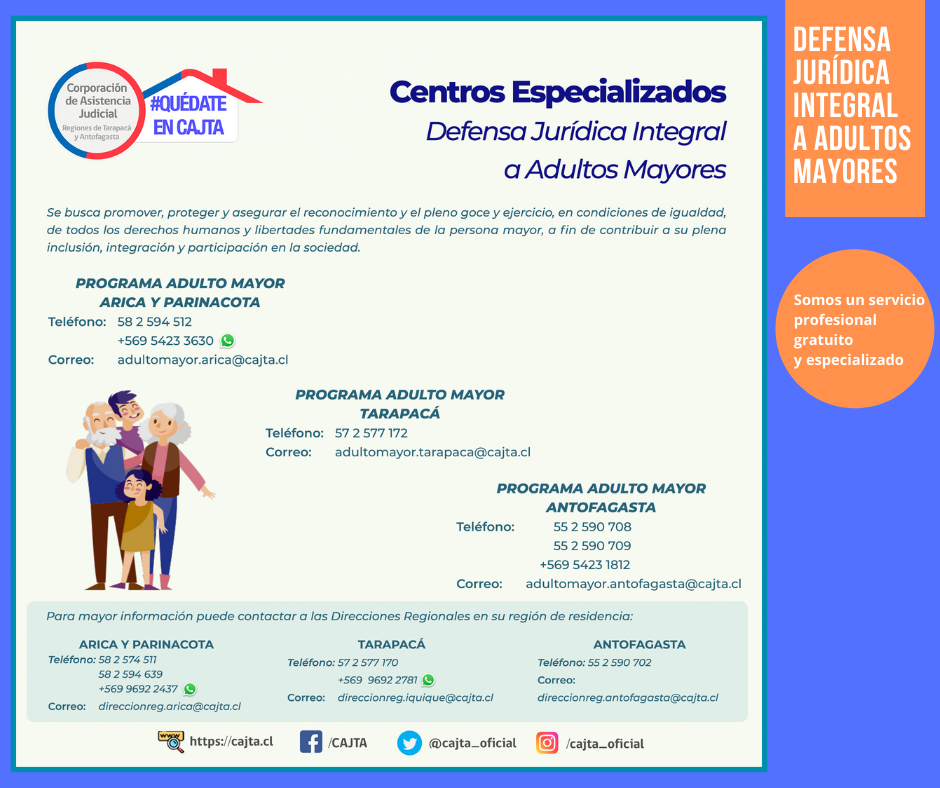 Corporación
de Asistencia
Judicial
Regiones de Tarapacá
y Antofagasta
#QUÉDATE
EN CAJTA
Centros Especializados
Defensa Jurídica Integral
a Adultos Mayores
Se busca promover, proteger y asegurar el reconocimiento y el pleno goce y ejercicio, en condiciones de igualdad,
de todos los derechos humanos y libertades fundamentales de la persona mayor, a fin de contribuir a su plena
inclusión, integración y participación en la sociedad.
PROGRAMA ADULTO MAYOR
ARICA Y PARINACOTA
Teléfono: 58 2 594 512
+569 5423 3630
Correo: adultomayor.arica@cajta.cl
PROGRAMA ADULTO MAYOR
TARAPACÁ
Teléfono: 57 2 577 172
Correo: adultomayor.tarapaca@cajta.cl
PROGRAMA ADULTO MAYOR
ANTOFAGASTA
Teléfono: 55 2 590 708
55 2 590 709
+569 5423 1812
Correo: adultomayor.antofagasta@cajta.cl
Para mayor información puede contactar a las Direcciones Regionales en su región de residencia:
ARICA Y PARINACOTA
Teléfono: 58 2 574 511
58 2 594 639
+569 9692 2437
Correo: direccionreg.arica@cajta.cl
TARAPACÁ
Teléfono: 57 2 577 170
+569 9692 2781
Correo: direccionreg.iquique@cajta.cl
ANTOFAGASTA
Teléfono: 55 2 590 702
Correo:
direccionreg.antofagasta@cajta.cl
www
https://cajta.cl
/CAJTA
@cajta_oficial
/cajta_oficial
DEFENSA
JURÍDICA
INTEGRAL
A ADULTOS
MAYORES
Somos un servicio
profesional
gratuito
y especializado